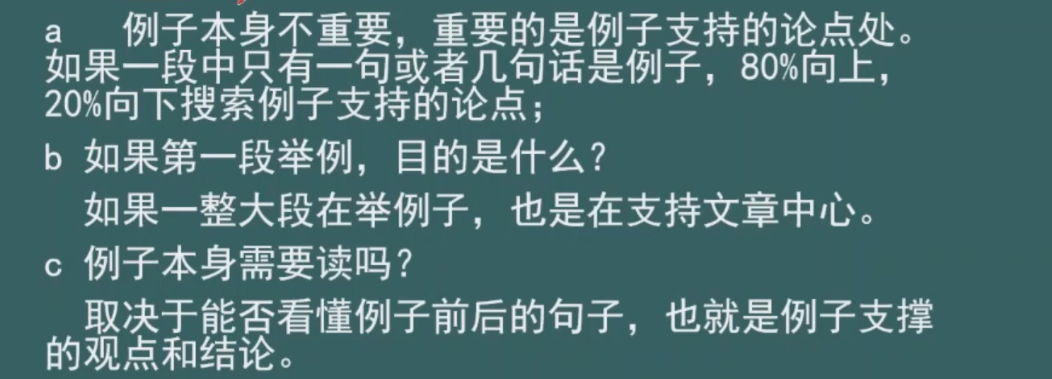 a 例子本身不重要，重要的是例子支持的论点处。
如果一段中只有一句或者几句话是例子，80%向上，
20%向下搜索例子支持的论点；
b 如果第一段举例，目的是什么？
如果一整大段在举例子，也是在支持文章中心。
c 例子本身需要读吗？
取决于能否看懂例子前后的句子，也就是例子支撑
的观点和结论。